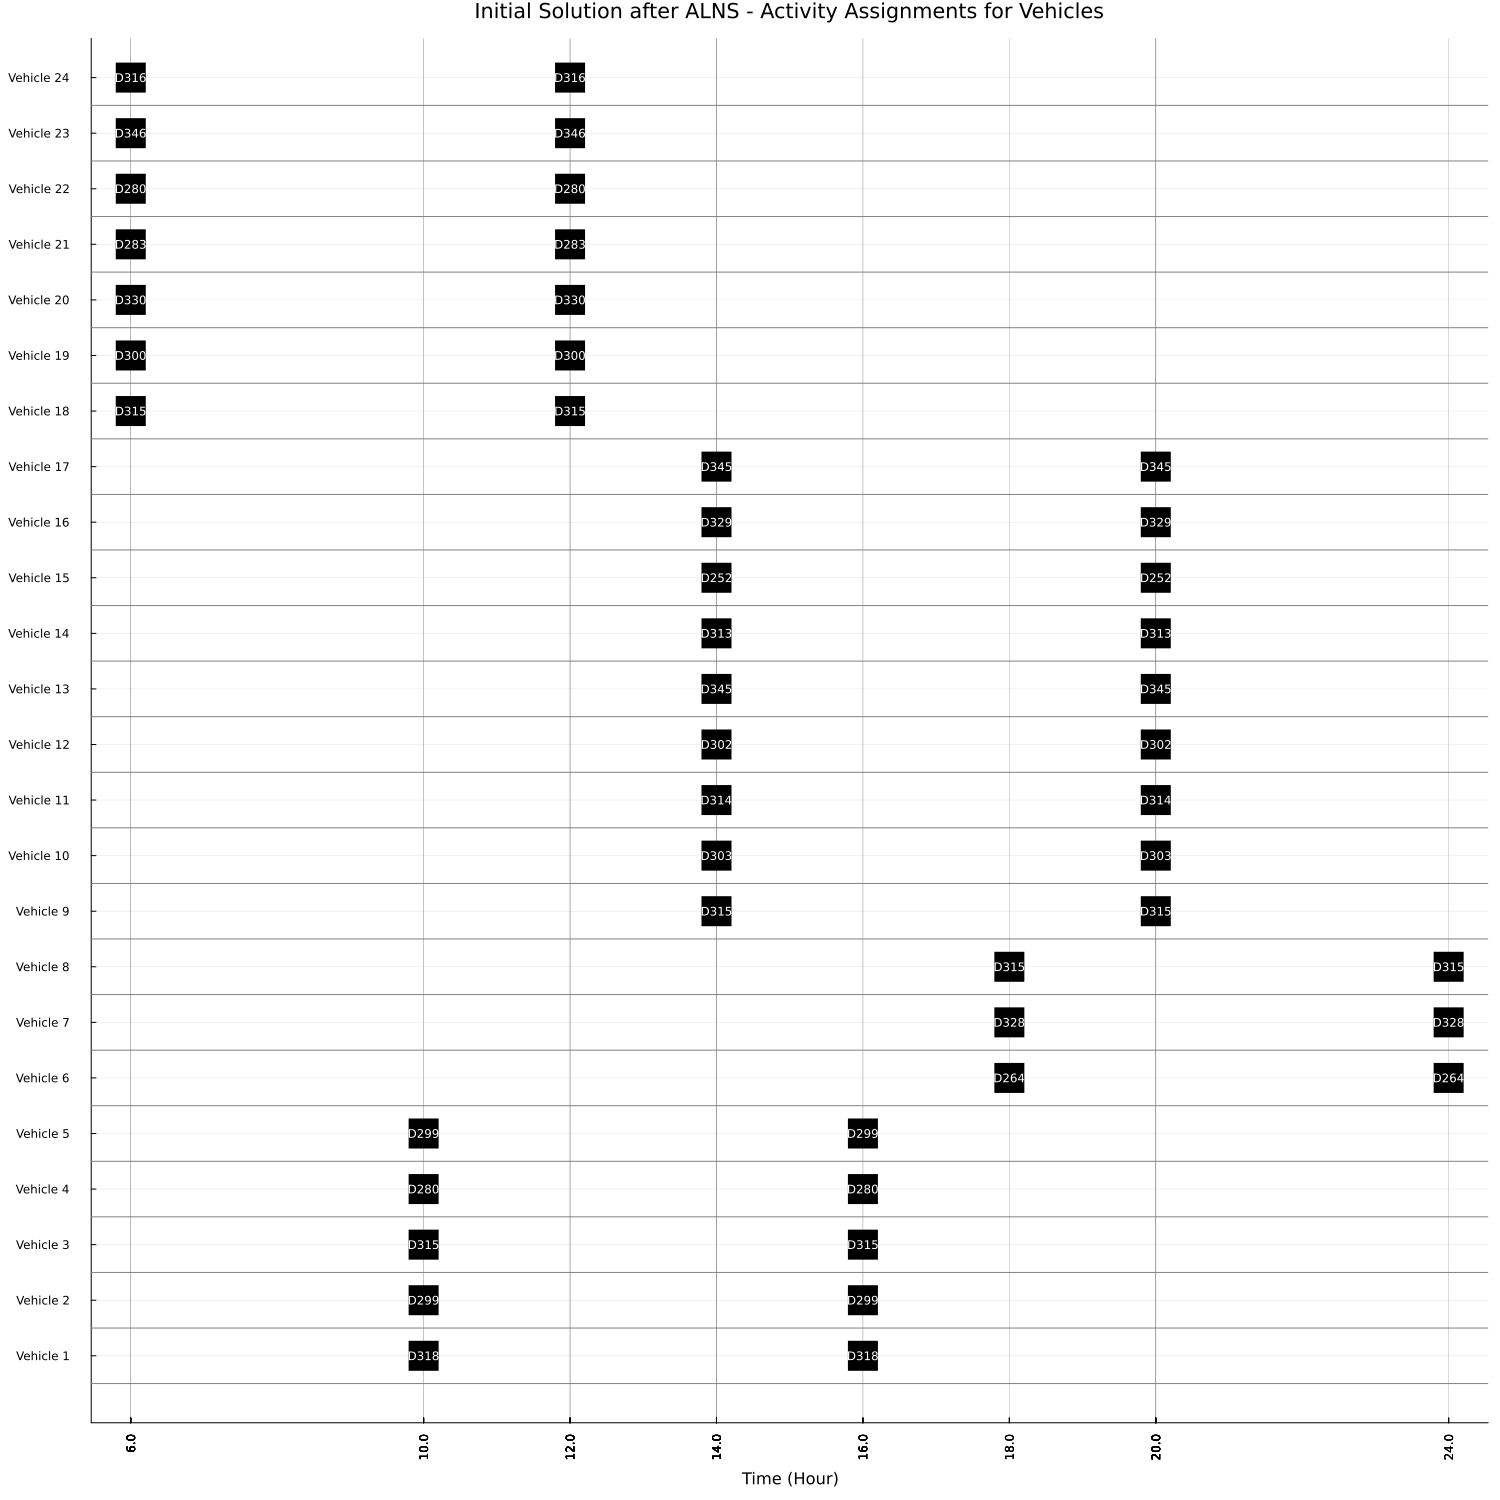 Initial Solution after ALNS - Activity Assignments for Vehicles
Vehicle 24 D316 D316
Vehicle 23 D346 D346
Vehicle 22 D280 D280
Vehicle 21 D283 D283
Vehicle 20 D330 D330
Vehicle 19 D300 D300
Vehicle 18 D315 D315
Vehicle 17 D345 D345
Vehicle 16 D329 D329
Vehicle 15 D252 D252
Vehicle 14 D313 D313
Vehicle 13 D345 D345
Vehicle 12 D302 D302
Vehicle 11 D314 D314
Vehicle 10 D303 D303
Vehicle 9 D315 D315
Vehicle 8 D315 D315
Vehicle 7 D328 D328
Vehicle 6 D264 D264
Vehicle 5 D299 D299
Vehicle 4 D280 D280
Vehicle 3 D315 D315
Vehicle 2 D299 D299
Vehicle 1 D318 D318
6.0 10.0 12.0 14.0 16.0 18.0 20.0 24.0
Time (Hour)